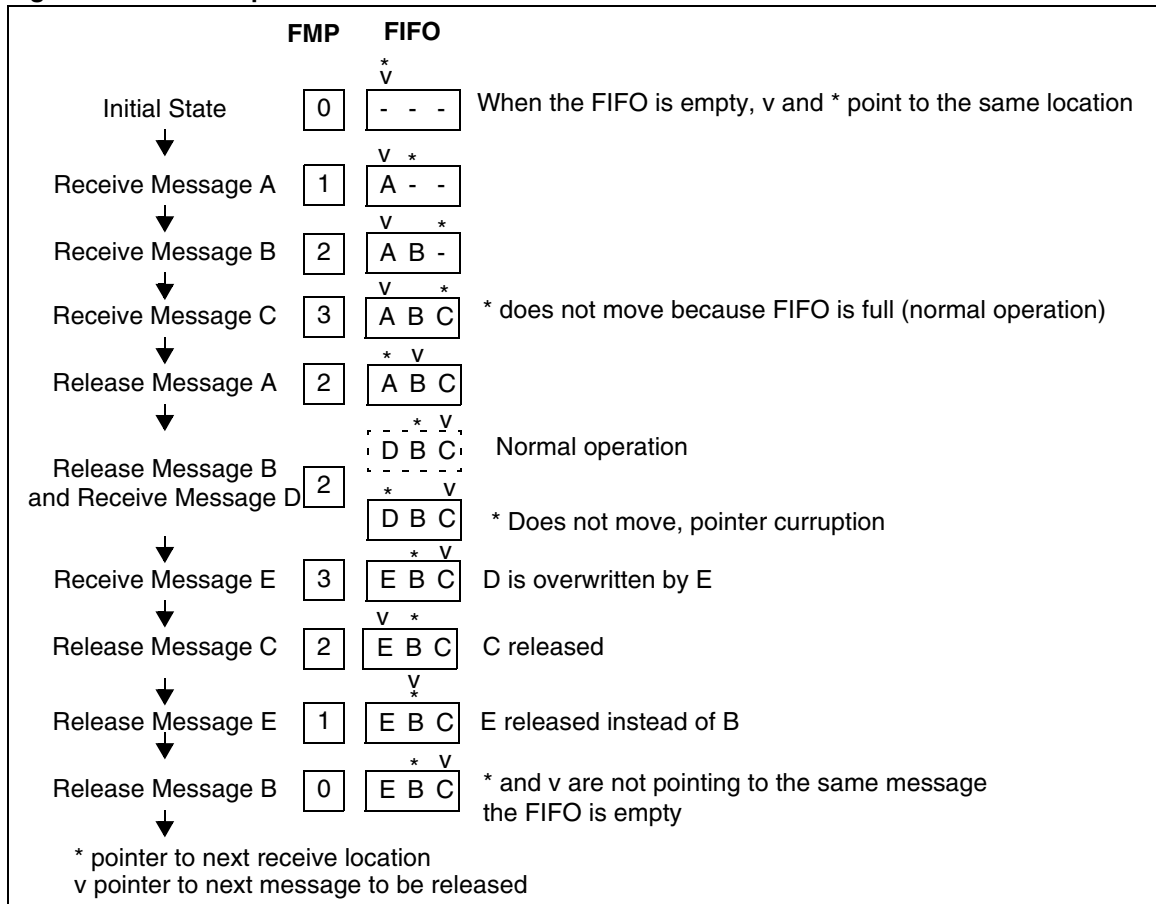 FMP FIFO
*
v
Initial State 0 - - - When the FIFO is empty, v and * point to the same location
v *
Receive Message A 1 A - -
v *
Receive Message B 2 A B -
v *
Receive Message C 3 A B C * does not move because FIFO is full (normal operation)
* v
Release Message A 2 A B C
* v
D B C Normal operation
Release Message B
and Receive Message D 2
* v
D B C * Does not move, pointer curruption
* v
Receive Message E 3 E B C D is overwritten by E
v *
Release Message C 2 E B C C released
v
*
Release Message E 1 E B C E released instead of B
* v
Release Message B 0 E B C * and v are not pointing to the same message
the FIFO is empty
* pointer to next receive location
v pointer to next message to be released